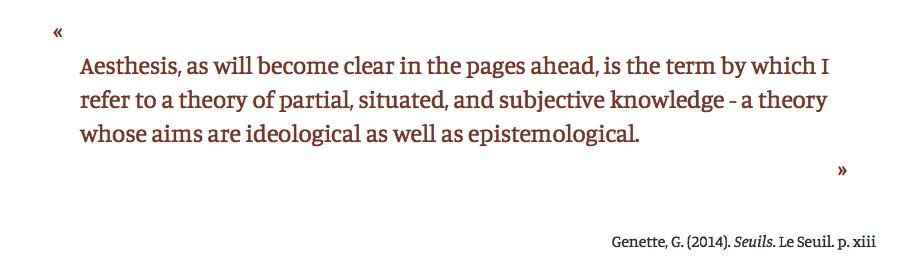 «
Aesthesis, as will become clear in the pages ahead, is the term by which I
refer to a theory of partial, situated, and subjective knowledge - a theory
whose aims are ideological as well as epistemological.
»
Genette, G. (2014). Seuils. Le Seuil. p. xiii